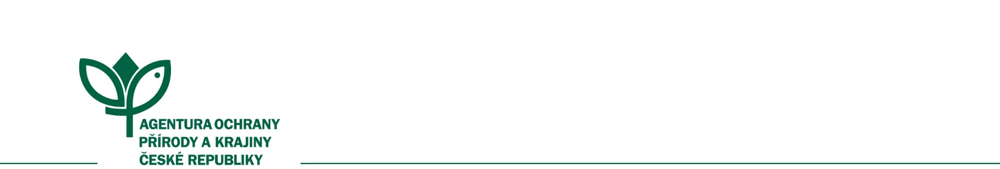 AGENTURA OCHRANY
PŘÍRODY A KRAJINY
ČESKÉ REPUBLIKY